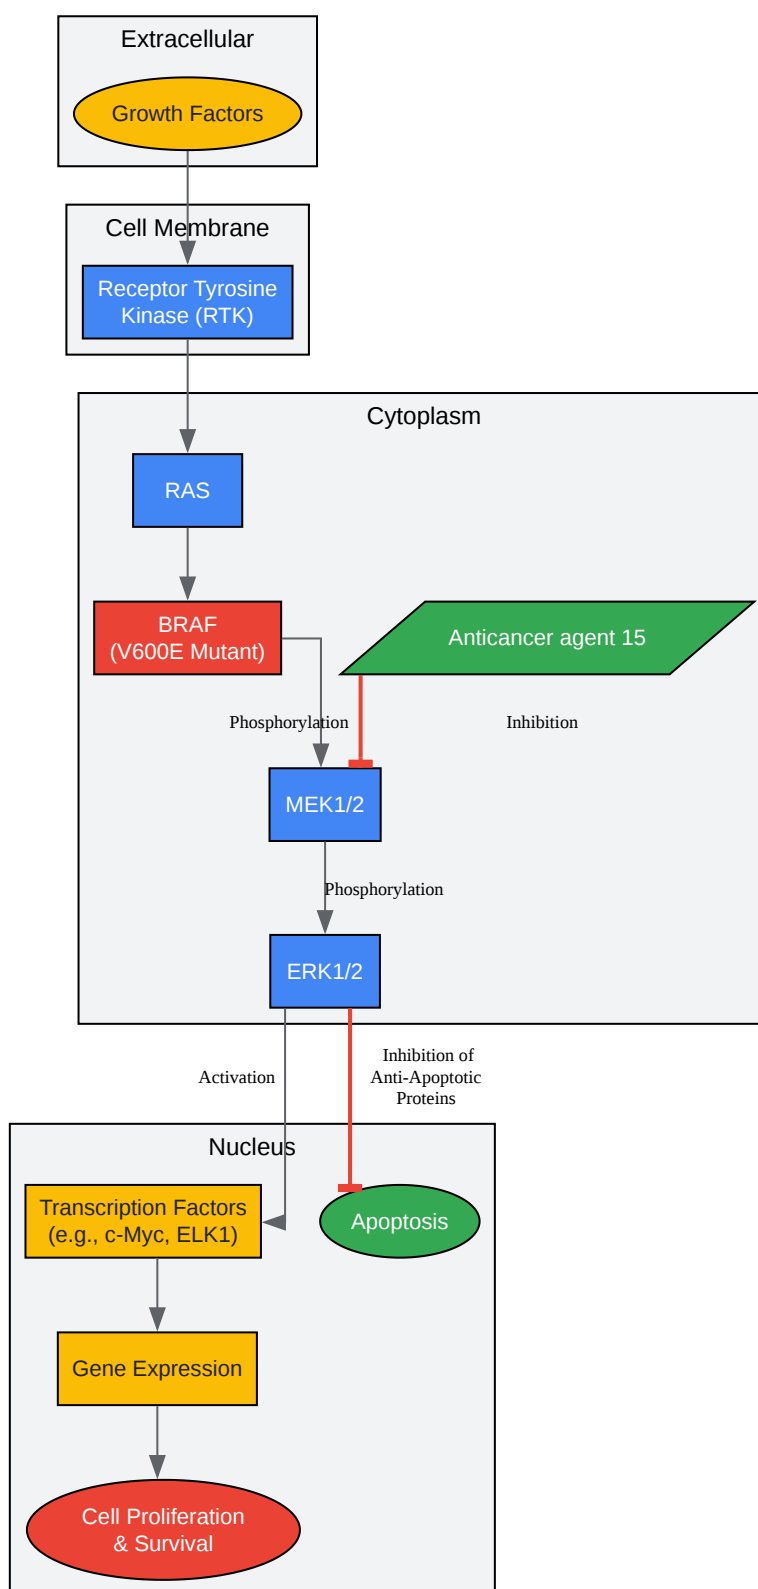 Extracellular
Growth Factors
Cell Membrane
Receptor Tyrosine
Kinase (RTK)
Cytoplasm
RAS
BRAF
(V600E Mutant)
Anticancer agent 15
Phosphorylation
Inhibition
MEK1/2
Phosphorylation
ERK1/2
Activation
Inhibition of
Anti-Apoptotic
Proteins
Nucleus
Transcription Factors
(e.g., c-Myc, ELK1)
Apoptosis
Gene Expression
Cell Proliferation
& Survival